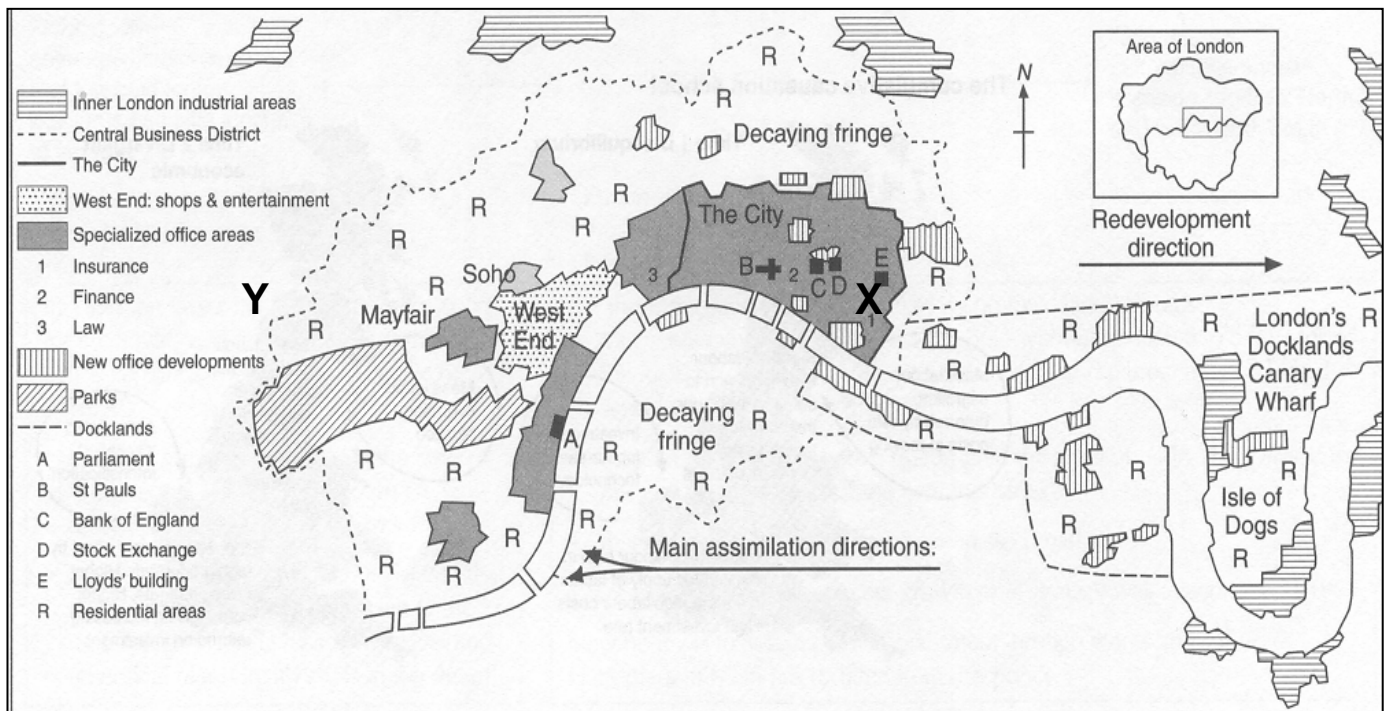 Inner London industrial areas
Central Business District
The City
West End: shops & entertainment
Specialized office areas
1 Insurance
2 Finance
3 Law
New office developments
Parks
Docklands
A Parliament
B St Pauls
C Bank of England
D Stock Exchange
E Lloyds' building
R Residential areas
R
R
Decaying fringe
N
Area of London
Redevelopment
direction
R
R
R
R
The City
3
B
2
C
D
E
X
1
R
R
Soho
Y
R
Mayfair
R
West
End
R
London's
Docklands
Canary
Wharf
R
R
R
R
Decaying
fringe
R
R
A
R
R
R
R
R
R
R
R
R
Isle of
Dogs
R
R
R
Main assimilation directions: